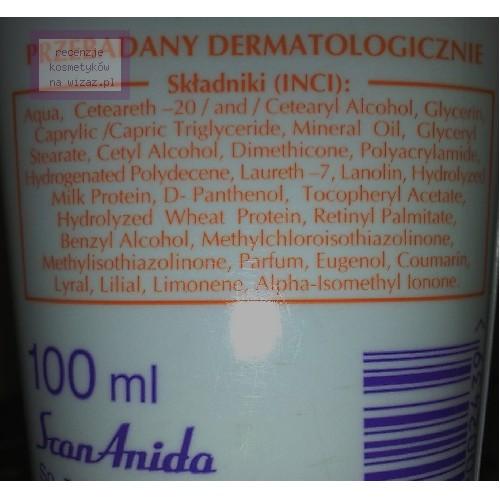 PRZEBADANY DERMATOLOGICZNIE
recenzje
kosmetyków
na wizaz.pl
Składniki (INCI):
Aqua, Ceteareth –20 / and / Cetearyl Alcohol, Glycerin,
Caprylic /Capric Triglyceride, Mineral Oil, Glyceryl
Stearate, Cetyl Alcohol, Dimethicone, Polyacrylamide,
Hydrogenated Polydecene, Laureth –7, Lanolin, Hydrolyzed
Milk Protein, D- Panthenol, Tocopheryl Acetate,
Hydrolyzed Wheat Protein, Retinyl Palmitate,
Benzyl Alcohol, Methylchloroisothiazolinone,
Methylisothiazolinone, Parfum, Eugenol, Coumarin,
Lyral, Lilial, Limonene, Alpha-Isomethyl Ionone.
100 ml
ScanAnida